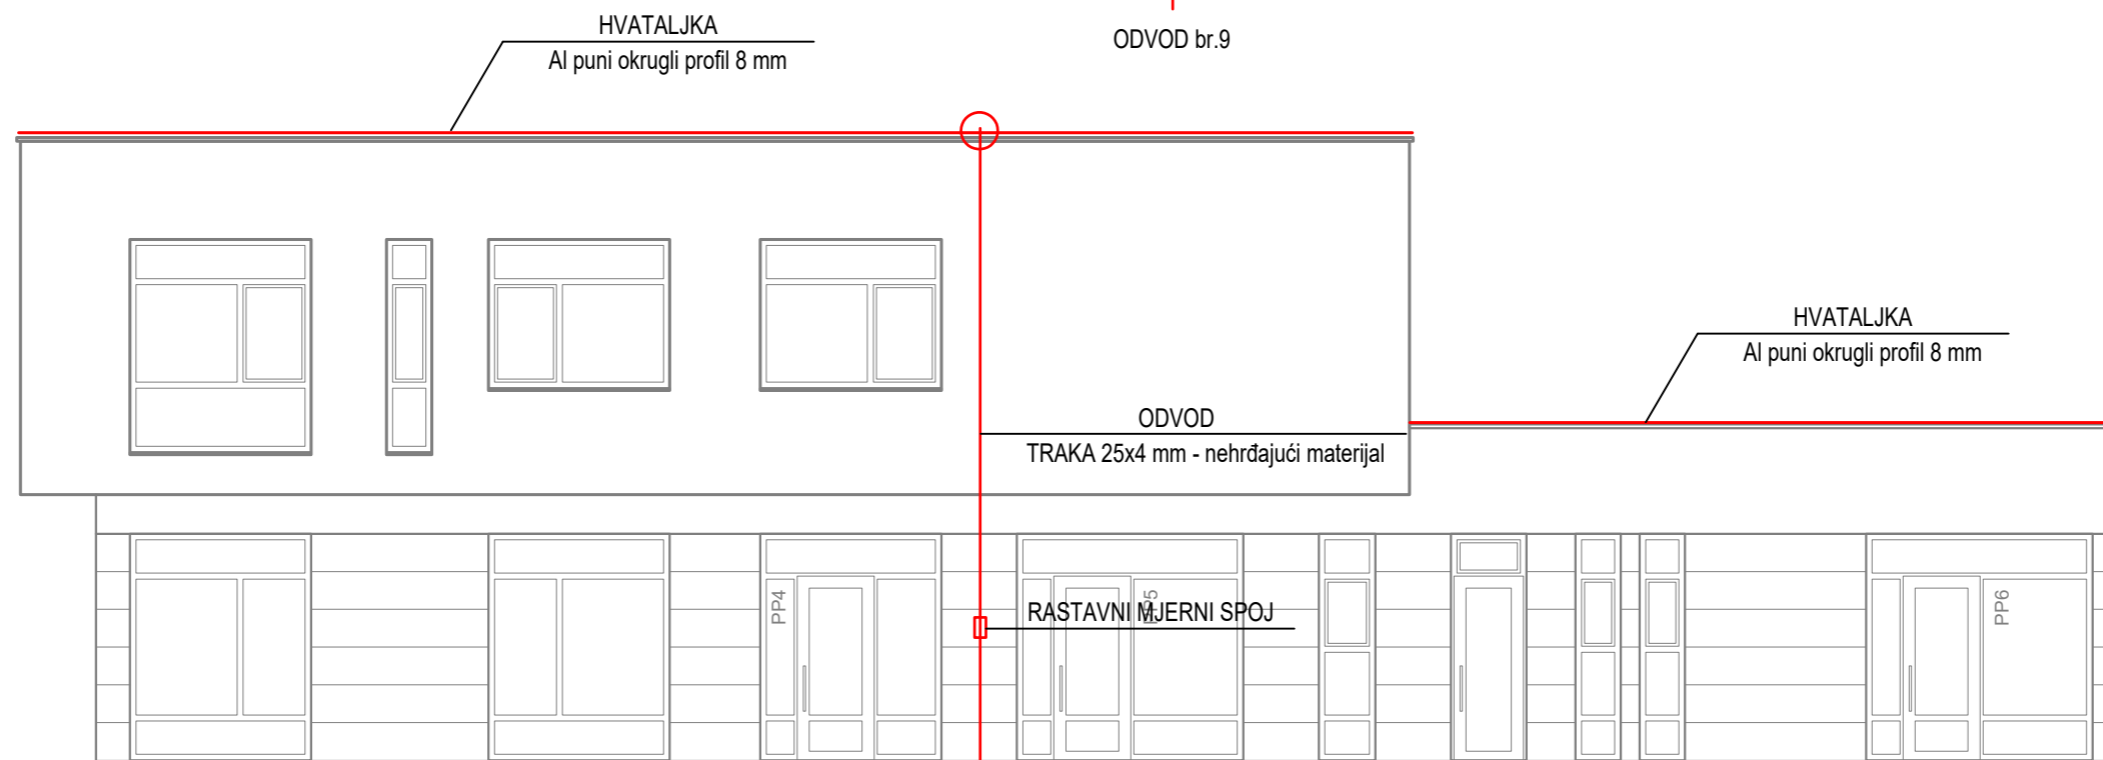 HVATALJKA
Al puni okrugli profil 8 mm
ODVOD br.9
HVATALJKA
Al puni okrugli profil 8 mm
ODVOD
TRAKA 25x4 mm - nehrđajući materijal
PP4
RASTAVNI MJERNI SPOJ
PP5
PP6